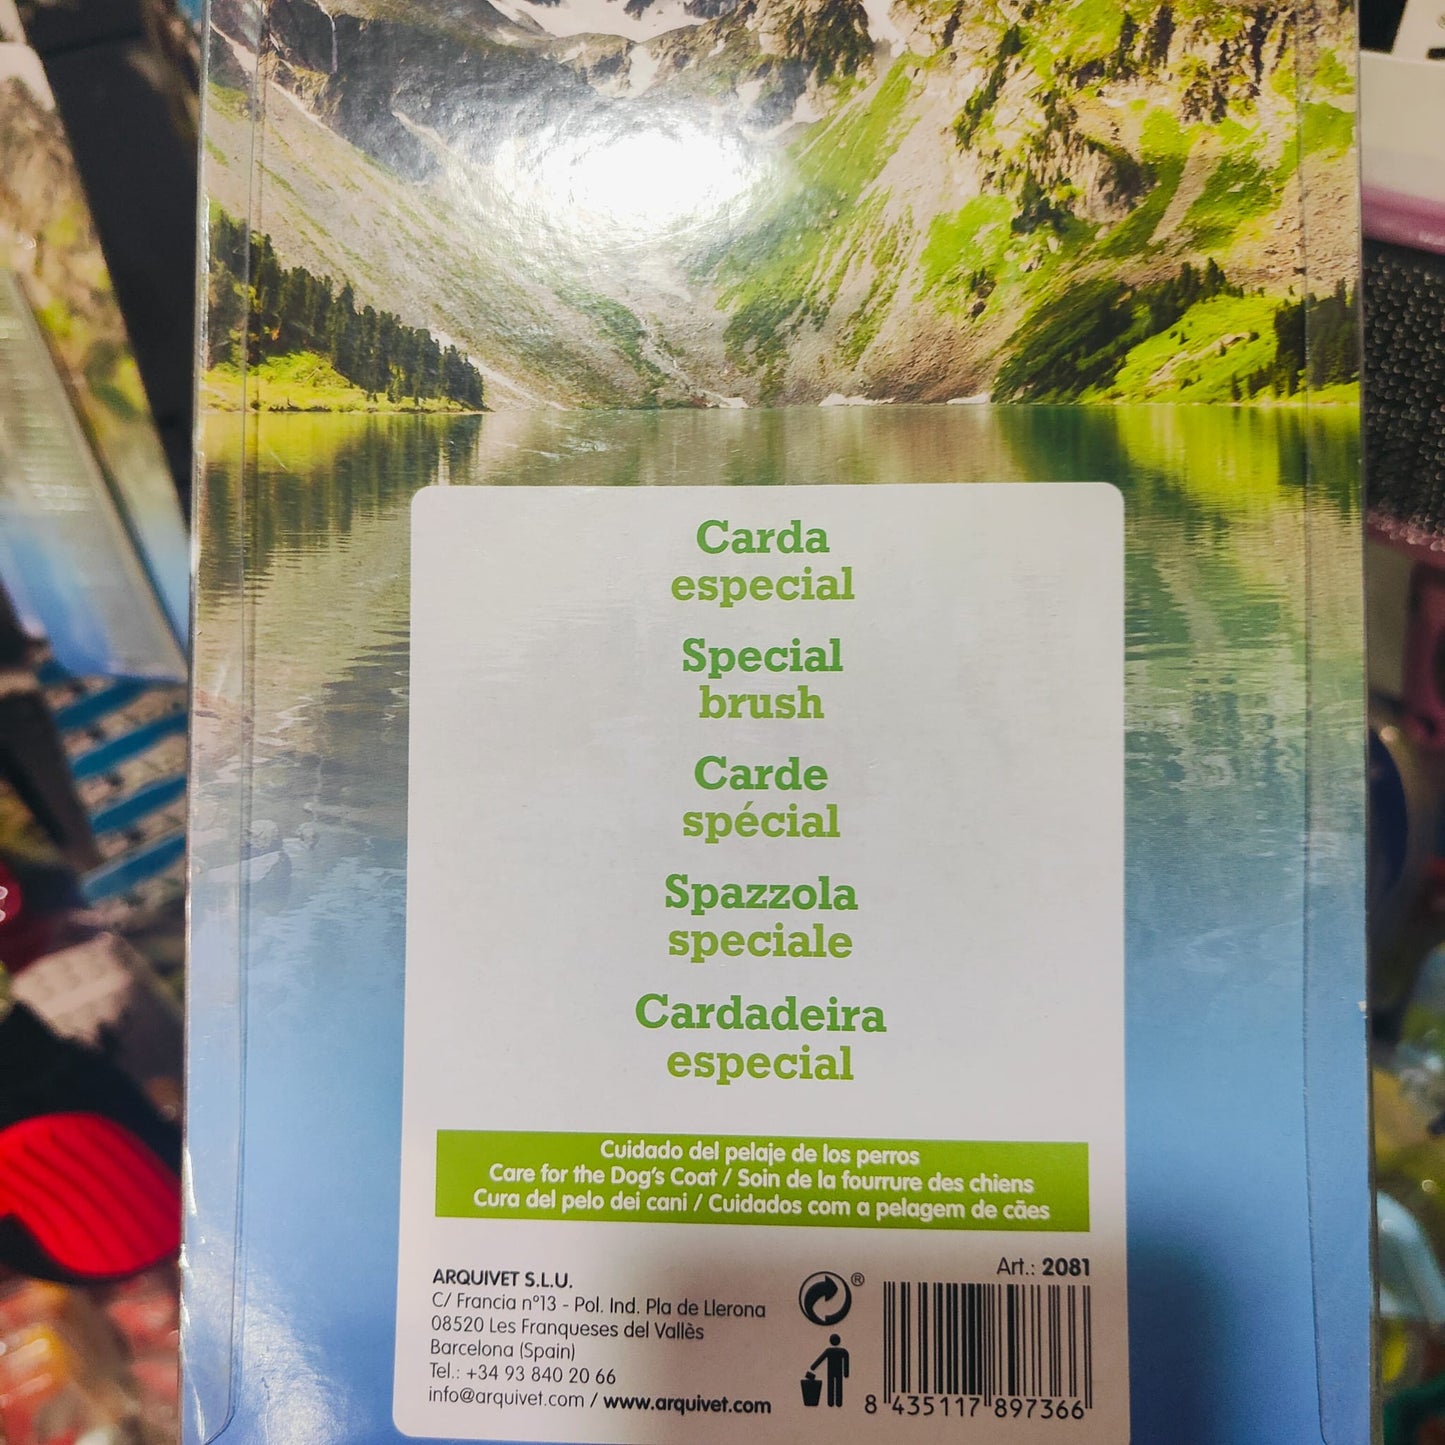 Carda
especial
Special
brush
Carde
spécial
Spazzola
speciale
Cardadeira
especial
Cuidado del pelaje de los perros
Care for the Dog's Coat / Soin de la fourrure des chiens
Cura del pelo dei cani / Cuidados com a pelagem de cães
ARQUIVET S.L.U.
C/ Francia nº13 - Pol. Ind. Pla de Llerona
08520 Les Franqueses del Vallès
Barcelona (Spain)
Tel.: +34 93 840 20 66
info@arquivet.com / www.arquivet.com
®
Art.: 2081
8 435117 897366